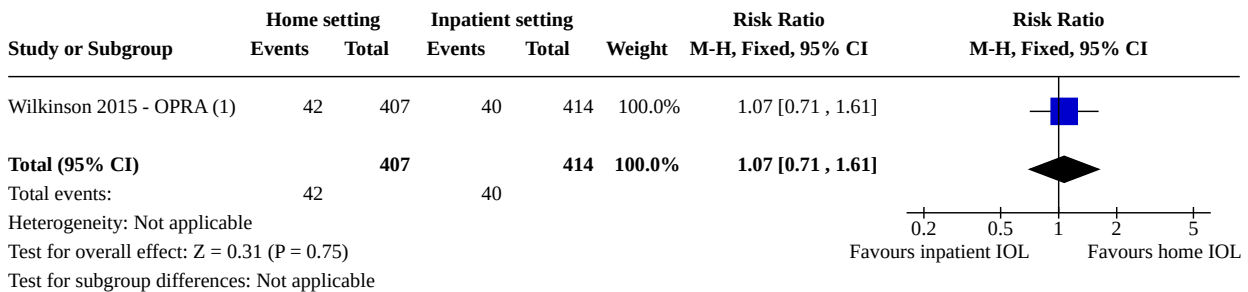 Home setting Inpatient setting Risk Ratio Risk Ratio
Study or Subgroup Events Total Events Total Weight M-H, Fixed, 95% CI M-H, Fixed, 95% CI
Wilkinson 2015 - OPRA (1) 42 407 40 414 100.0% 1.07 [0.71 , 1.61]
Total (95% CI) 407 414 100.0% 1.07 [0.71 , 1.61]
Total events: 42 40
Heterogeneity: Not applicable
0.2 0.5 1 2 5
Test for overall effect: Z = 0.31 (P = 0.75)
Favours inpatient IOL Favours home IOL
Test for subgroup differences: Not applicable